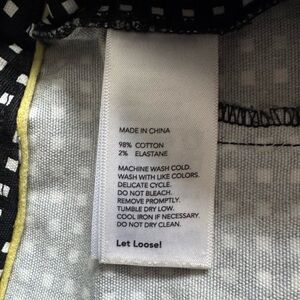 MADE IN CHINA
98% COTTON
2% ELASTANE
MACHINE WASH COLD.
WASH WITH LIKE COLORS.
DELICATE CYCLE.
DO NOT BLEACH.
REMOVE PROMPTLY.
TUMBLE DRY LOW.
COOL IRON IF NECESSARY.
DO NOT DRY CLEAN.
Let Loose!